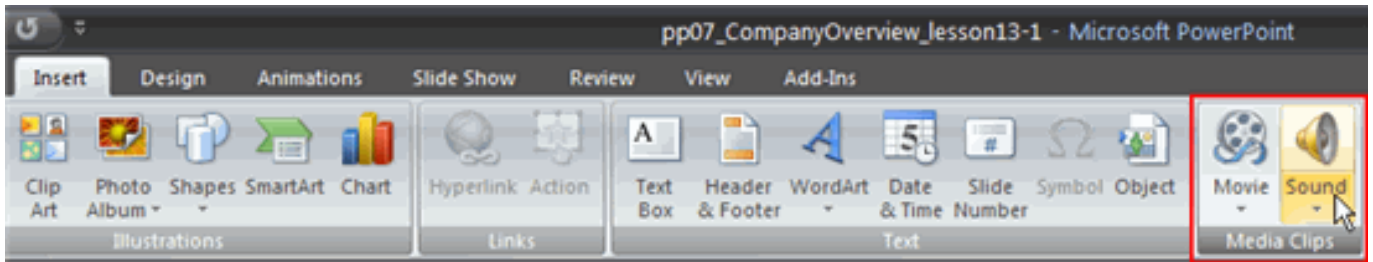 pp07_CompanyOverview_lesson13-1 - Microsoft PowerPoint
Insert Design Animations Slide Show Review View Add-Ins
A 5 #
Clip Photo Shapes SmartArt Chart Hyperlink Action Text Header WordArt Date Slide Symbol Object Movie Sound
Art Album Box & Footer & Time Number
Illustrations Links Text Media Clips